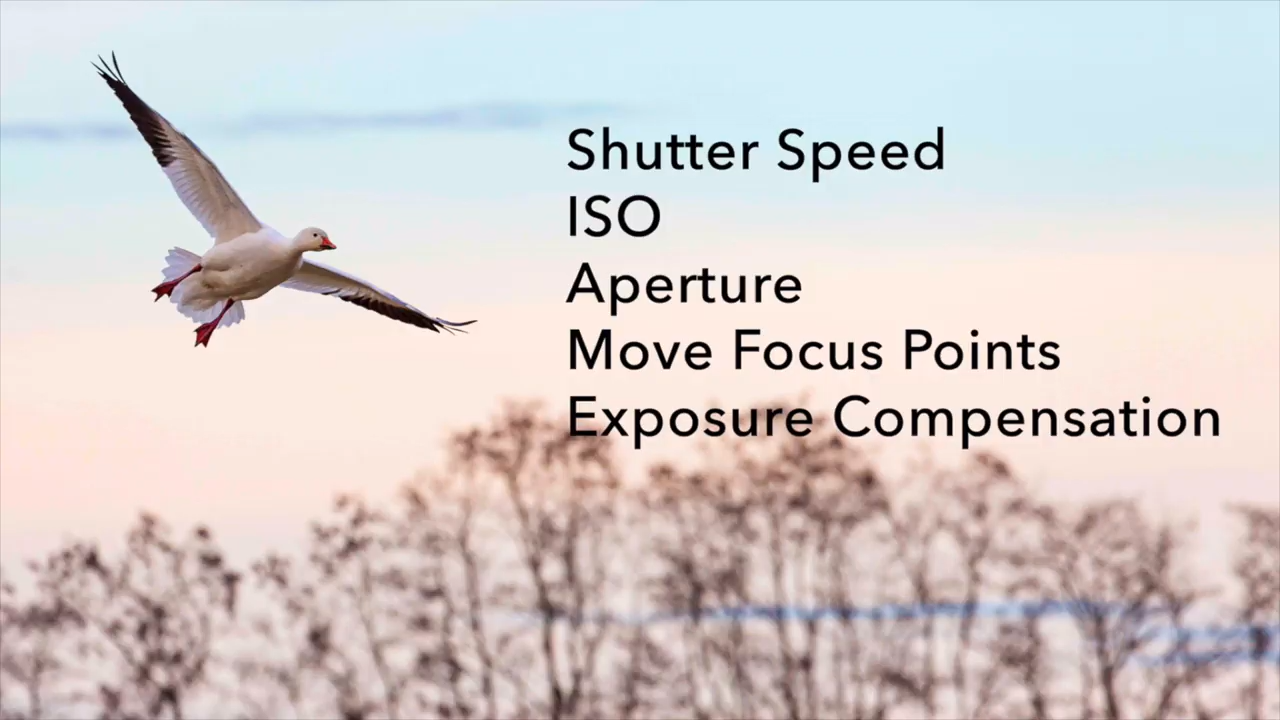 Shutter Speed
ISO
Aperture
Move Focus Points
Exposure Compensation